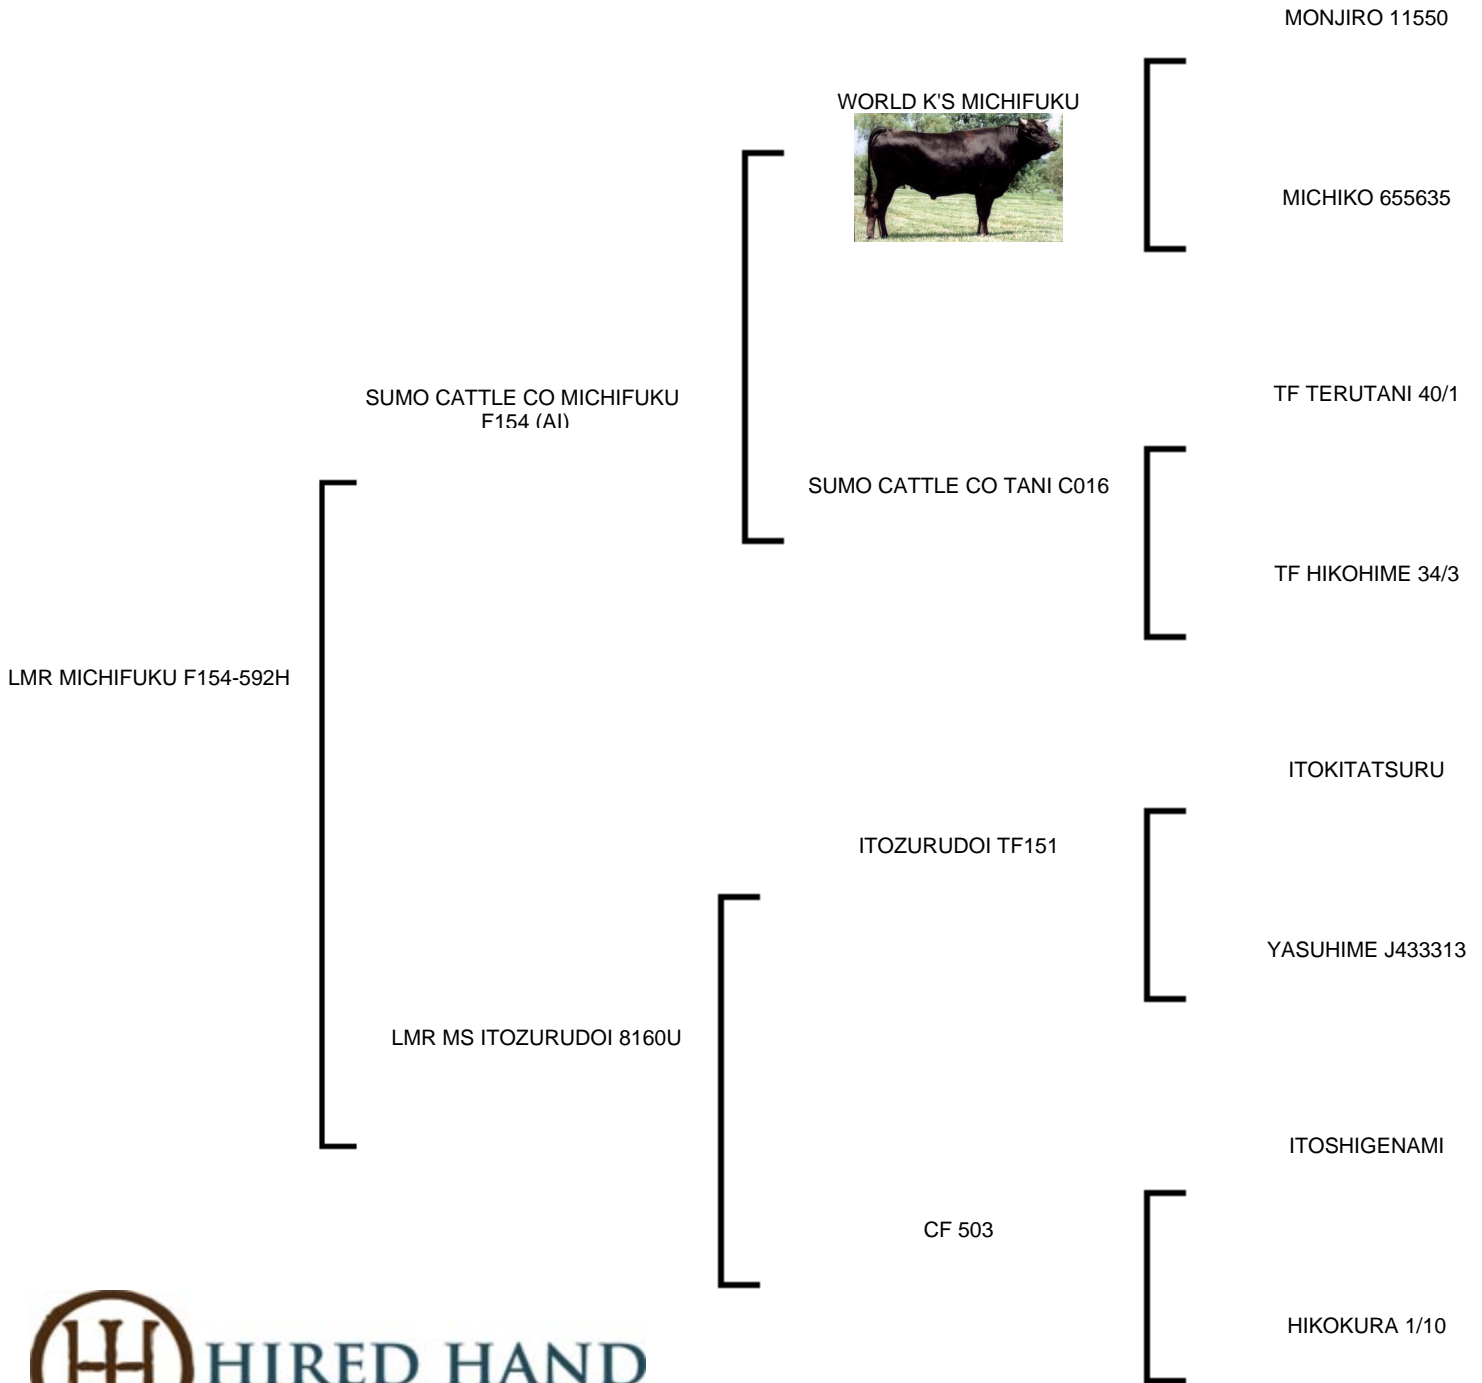 MONJIRO 11550
WORLD K'S MICHIFUKU
MICHIKO 655635
SUMO CATTLE CO MICHIFUKU
F154 (AI)
TF TERUTANI 40/1
SUMO CATTLE CO TANI C016
TF HIKOHIME 34/3
LMR MICHIFUKU F154-592H
ITOKITATSURU
ITOZURUDOI TF151
YASUHIME J433313
LMR MS ITOZURUDOI 8160U
ITOSHIGENAMI
CF 503
HIKOKURA 1/10
HIRED HAND